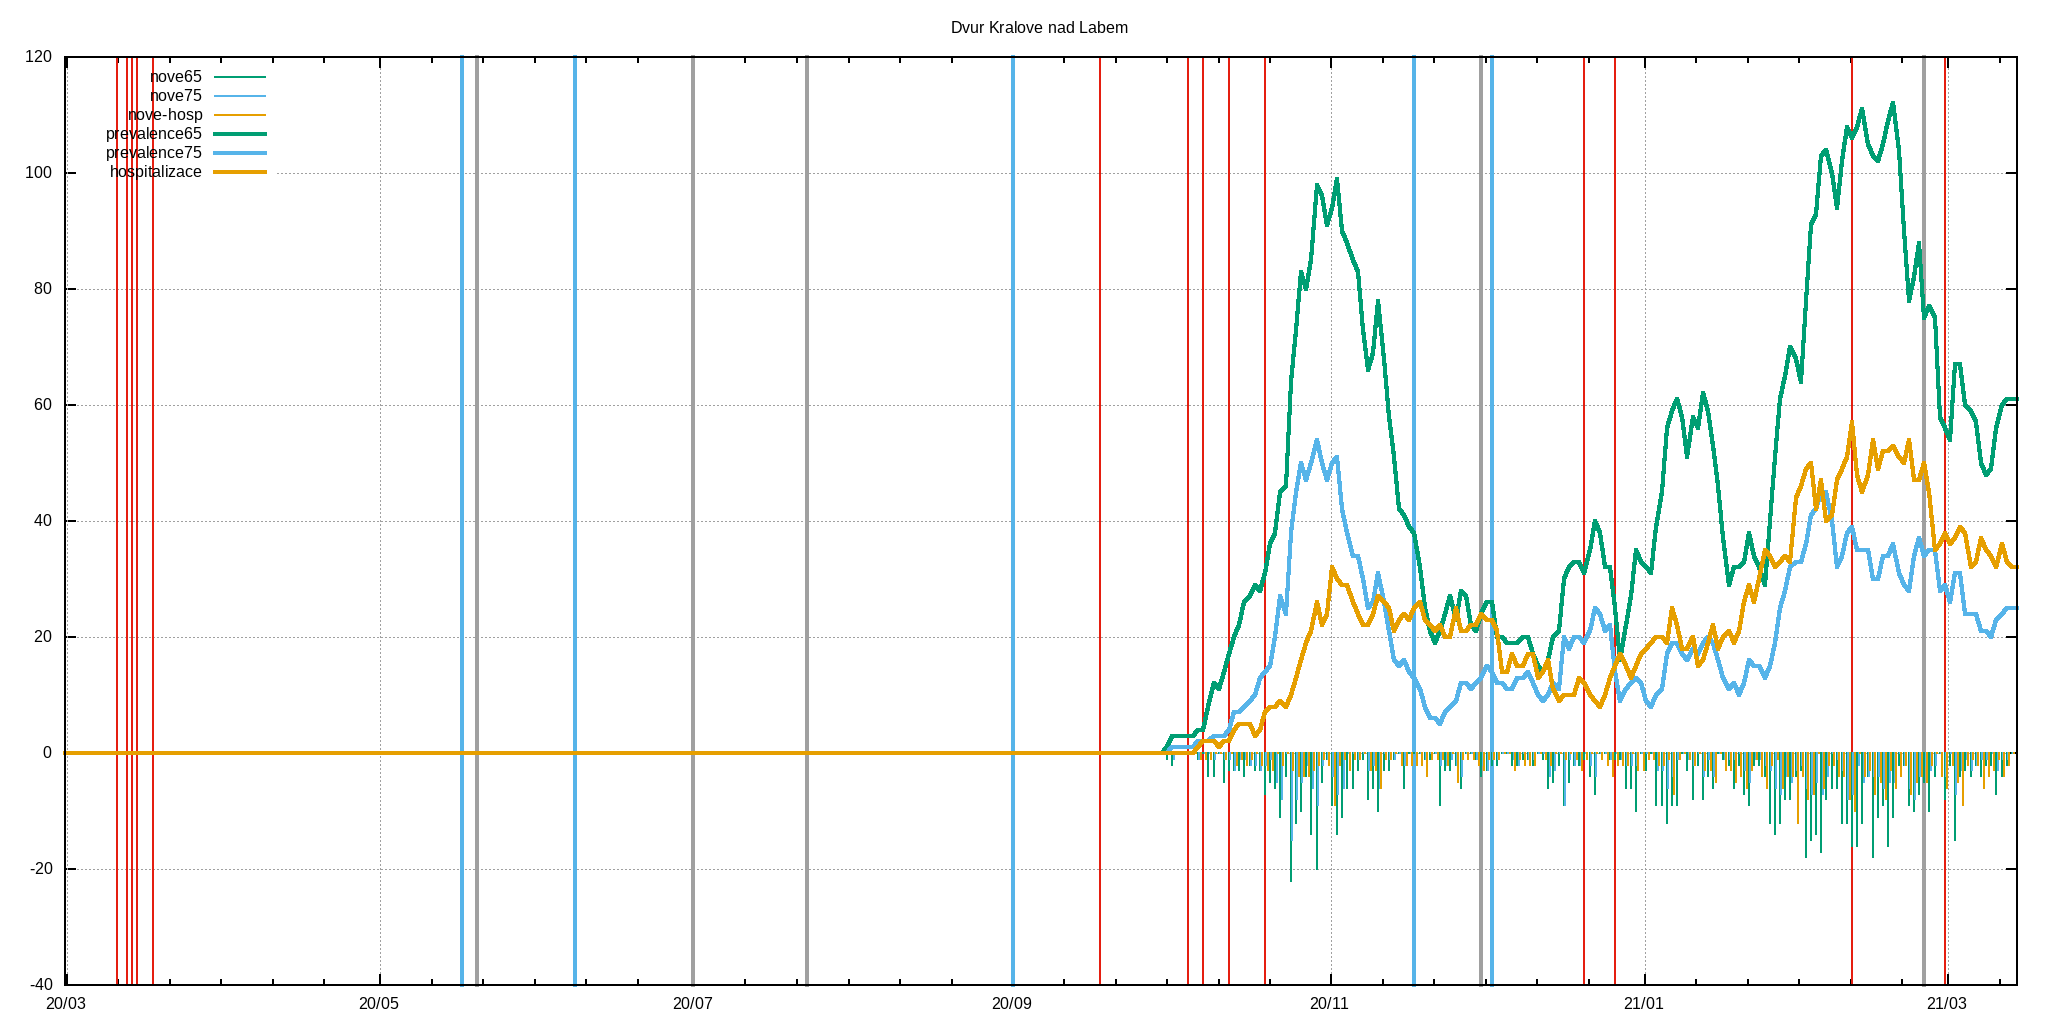 Dvur Kralove nad Labem
120
100
80
60
40
20
0
-20
-40
nove65
nove75
nove-hosp
prevalence65
prevalence75
hospitalizace
20/03 20/05 20/07 20/09 20/11 21/01 21/03